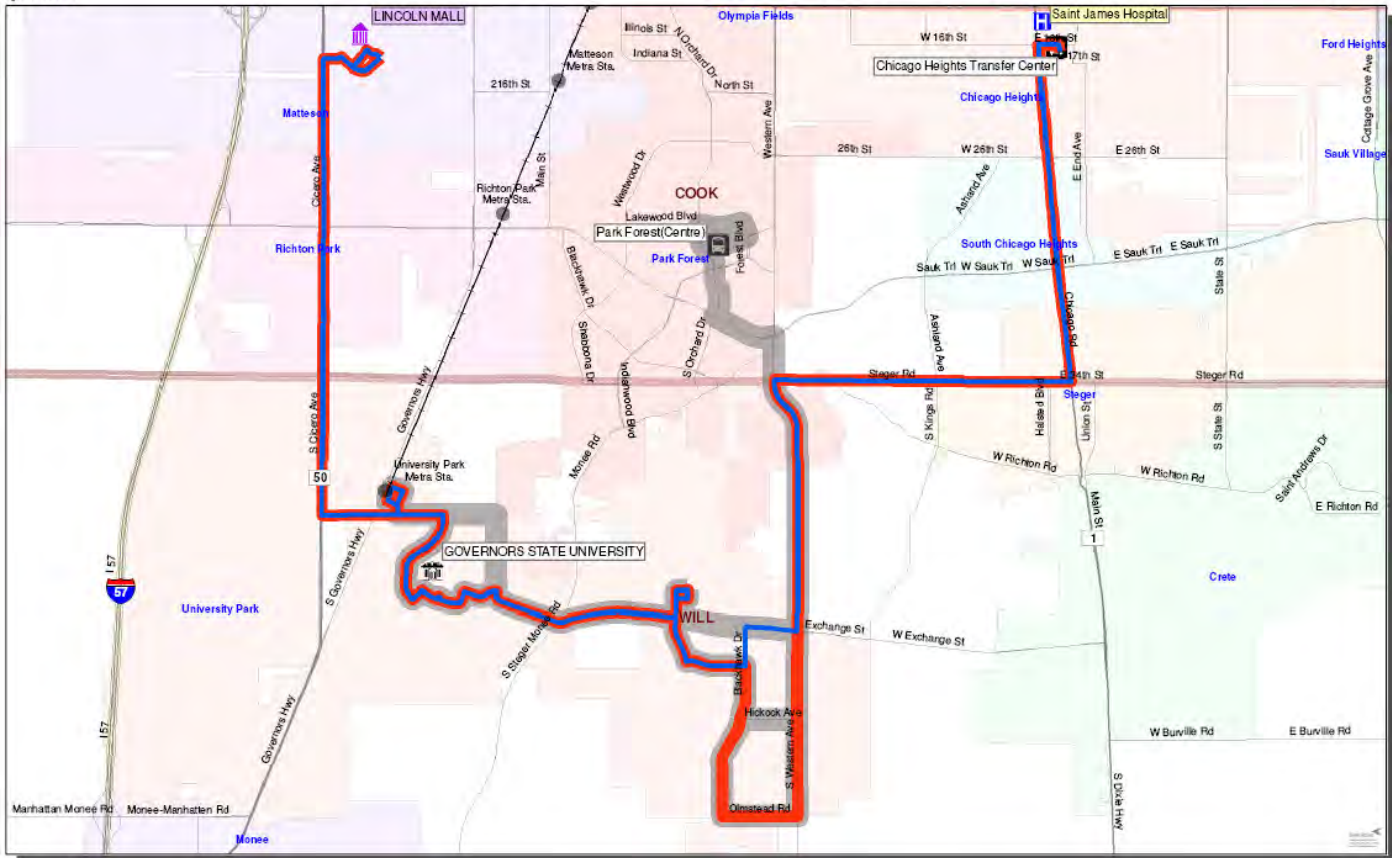 LINCOLN MALL
Olympia Fields
Saint James Hospital
Illinois St
N Orchard Dr
W 16th St
Ford Heights
Indiana St
Matteson
Metra Sta.
17th St
Chicago Heights Transfer Center
216th St
North St
Cottage Grove Ave
Matteson
Chicago Heights
Western Ave
Main St
Westwood Dr
26th St
W 26th St
E End Ave
E 26th St
Sauk Village
Cicero Ave
Richton Park
Metra Sta.
COOK
Ashland Ave
Lakewood Blvd
Park Forest(Centre)
Forest Blvd
Richton Park
Park Forest
South Chicago Heights
E Sauk Trl
E Sauk Trl
Sauk Trl
W Sauk Trl
W Sauk Trl
Blackhawk Dr
State St
Chicago Rd
Shabbona Dr
S Orchard Dr
Ashland Ave
Indianwood Blvd
Steger Rd
E 34th St
Steger Rd
Steger
Governors Hwy
S Cicero Ave
S Kings Rd
Halsted Blvd
Union St
S State St
Monee Rd
W Richton Rd
W Richton Rd
Saint Andrews Dr
University Park
Metra Sta.
50
E Richton Rd
Main St
1
GOVERNORS STATE UNIVERSITY
I 57
57
S Governors Hwy
University Park
Crete
S Steger Monee Rd
WILL
Exchange St
W Exchange St
Blackhawk Dr
Hickock Ave
S Western Ave
Governors Hwy
I 57
W Burville Rd
E Burville Rd
S Dixie Hwy
Manhattan Monee Rd
Monee-Manhatten Rd
Olmstead Rd
Monee